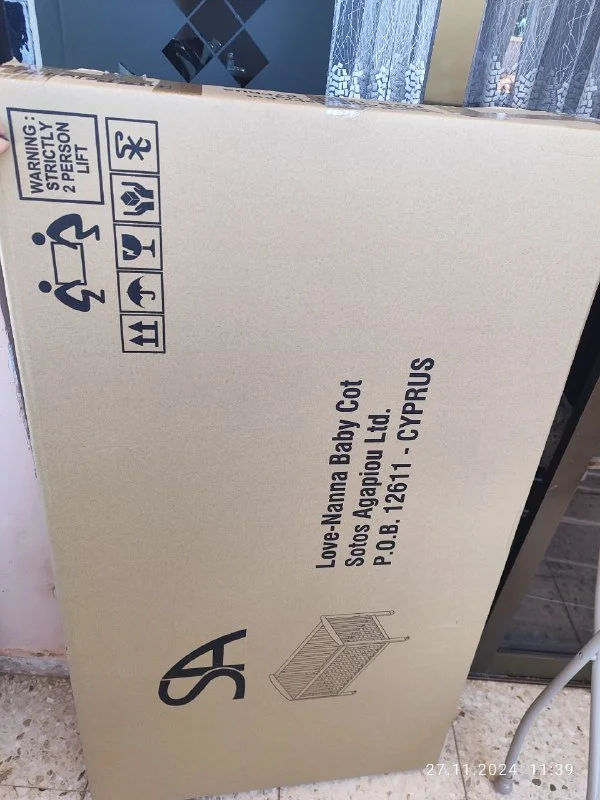 WARNING:
STRICTLY
2 PERSON
LIFT
Love-Nanna Baby Cot
Sotos Agapiou Ltd.
P.O.B. 12611 - CYPRUS
SA
27.11.2024 11:39